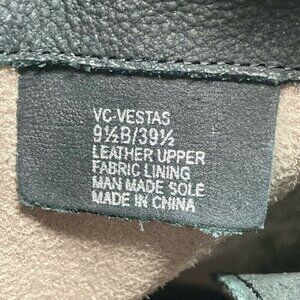 VC-VESTAS
9½B/39½
LEATHER UPPER
FABRIC LINING
MAN MADE SOLE
MADE IN CHINA